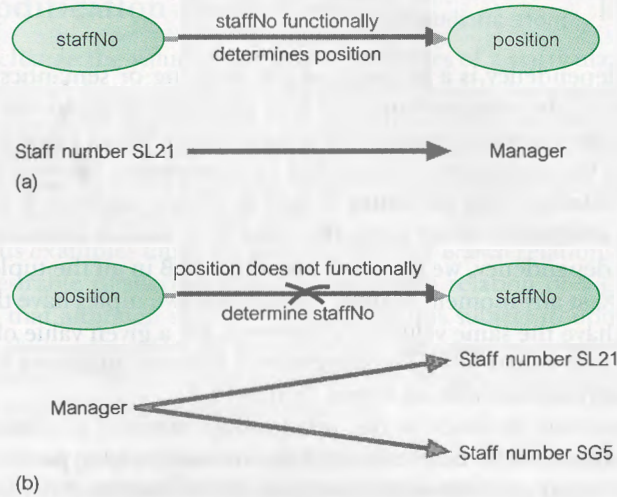 staffNo
staffNo functionally
determines position
position
Staff number SL21
Manager
(a)
position
position does not functionally
determine staffNo
staffNo
Staff number SL21
Manager
Staff number SG5
(b)